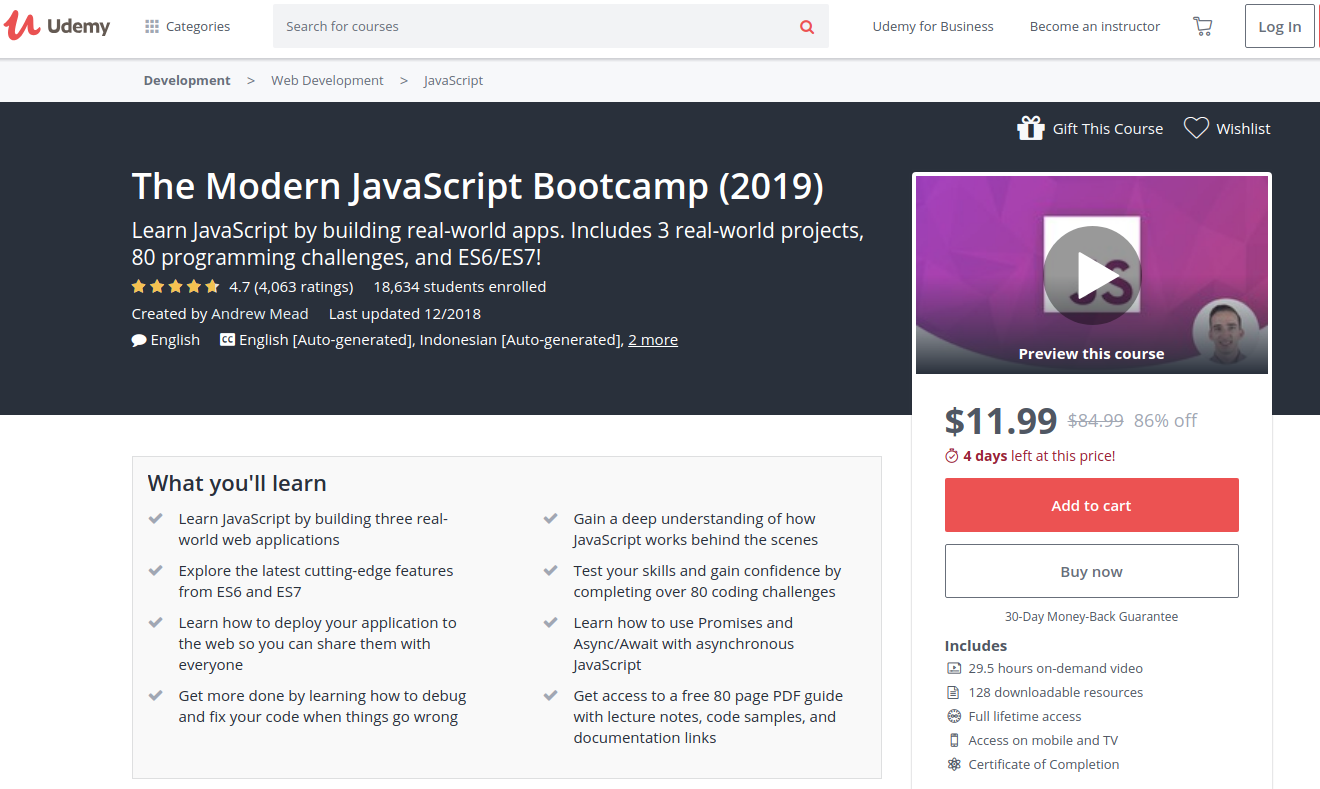 Udemy
Categories
Search for courses
Udemy for Business
Become an instructor
Log In
Development > Web Development > JavaScript
Gift This Course
Wishlist
The Modern JavaScript Bootcamp (2019)
Learn JavaScript by building real-world apps. Includes 3 real-world projects,
80 programming challenges, and ES6/ES7!
4.7 (4,063 ratings) 18,634 students enrolled
Created by Andrew Mead Last updated 12/2018
English CC English [Auto-generated], Indonesian [Auto-generated], 2 more
JS
Preview this course
$11.99 $84.99 86% off
4 days left at this price!
Add to cart
Buy now
30-Day Money-Back Guarantee
Includes
29.5 hours on-demand video
128 downloadable resources
Full lifetime access
Access on mobile and TV
Certificate of Completion
What you'll learn
Learn JavaScript by building three real-
world web applications
Explore the latest cutting-edge features
from ES6 and ES7
Learn how to deploy your application to
the web so you can share them with
everyone
Get more done by learning how to debug
and fix your code when things go wrong
Gain a deep understanding of how
JavaScript works behind the scenes
Test your skills and gain confidence by
completing over 80 coding challenges
Learn how to use Promises and
Async/Await with asynchronous
JavaScript
Get access to a free 80 page PDF guide
with lecture notes, code samples, and
documentation links